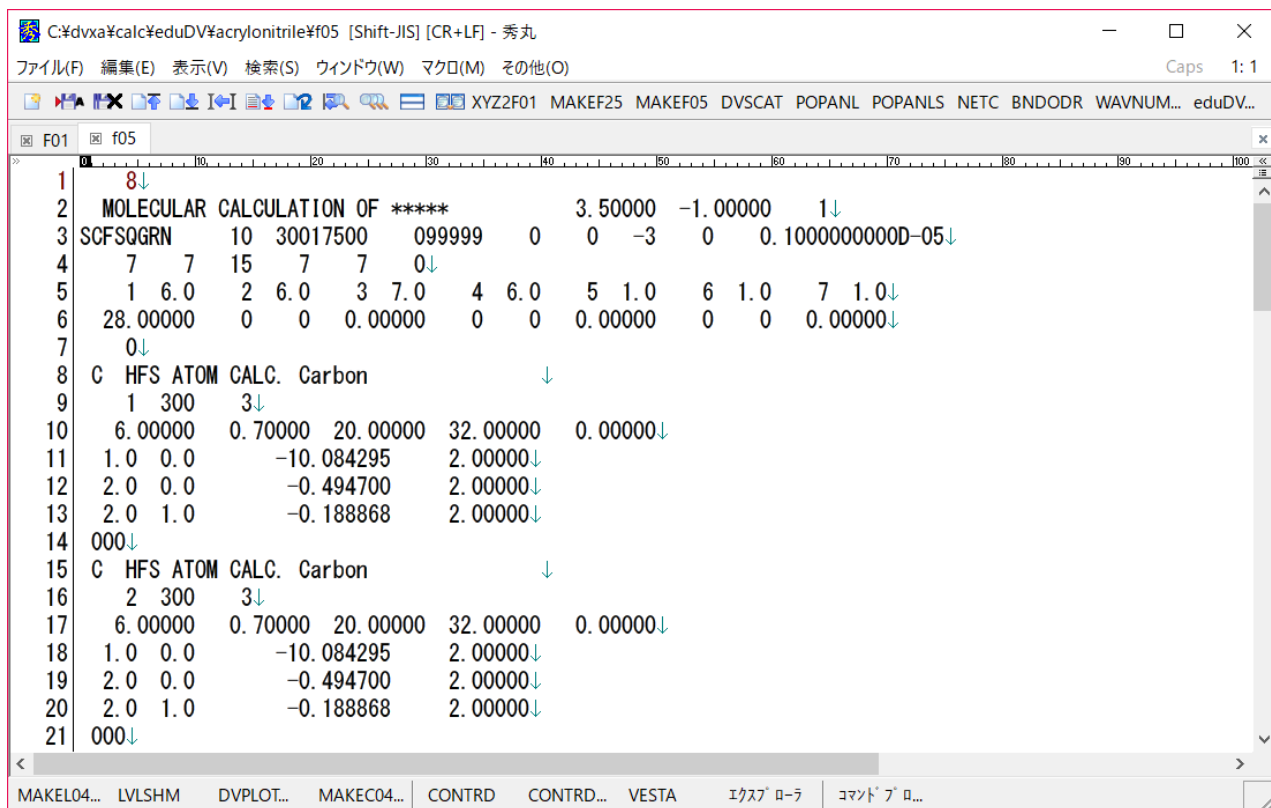 C:¥dvxa¥calc¥eduDV¥acrylonitrile¥f05 [Shift-JIS] [CR+LF] - 秀丸
ファイル(F) 編集(E) 表示(V) 検索(S) ウィンドウ(W) マクロ(M) その他(O) Caps 1: 1
XYZ2F01 MAKEF25 MAKEF05 DVSCAT POPANL POPANLS NETC BNDODR WAVNUM... eduDV...
F01 f05
0 10 20 30 40 50 60 70 80 90 100
1     8↓
2   MOLECULAR CALCULATION OF *****           3.50000  -1.00000    1↓
3 SCFSQGRN     10  30017500    099999    0    0   -3    0    0.1000000000D-05↓
4     7    7   15    7    7    0↓
5     1  6.0    2  6.0    3  7.0    4  6.0    5  1.0    6  1.0    7  1.0↓
6   28.00000    0    0   0.00000    0    0   0.00000    0    0   0.00000↓
7     0↓
8  C  HFS ATOM CALC. Carbon               ↓
9     1  300    3↓
10    6.00000   0.70000  20.00000  32.00000   0.00000↓
11   1.0  0.0       -10.084295     2.00000↓
12   2.0  0.0        -0.494700     2.00000↓
13   2.0  1.0        -0.188868     2.00000↓
14  000↓
15  C  HFS ATOM CALC. Carbon               ↓
16     2  300    3↓
17    6.00000   0.70000  20.00000  32.00000   0.00000↓
18   1.0  0.0       -10.084295     2.00000↓
19   2.0  0.0        -0.494700     2.00000↓
20   2.0  1.0        -0.188868     2.00000↓
21  000↓
MAKEL04... LVLSHM DVPLOT... MAKEC04... CONTRD CONTRD... VESTA ｴｸｽﾌﾟﾛｰﾗ ｺﾏﾝﾄﾞﾌﾟﾛ...